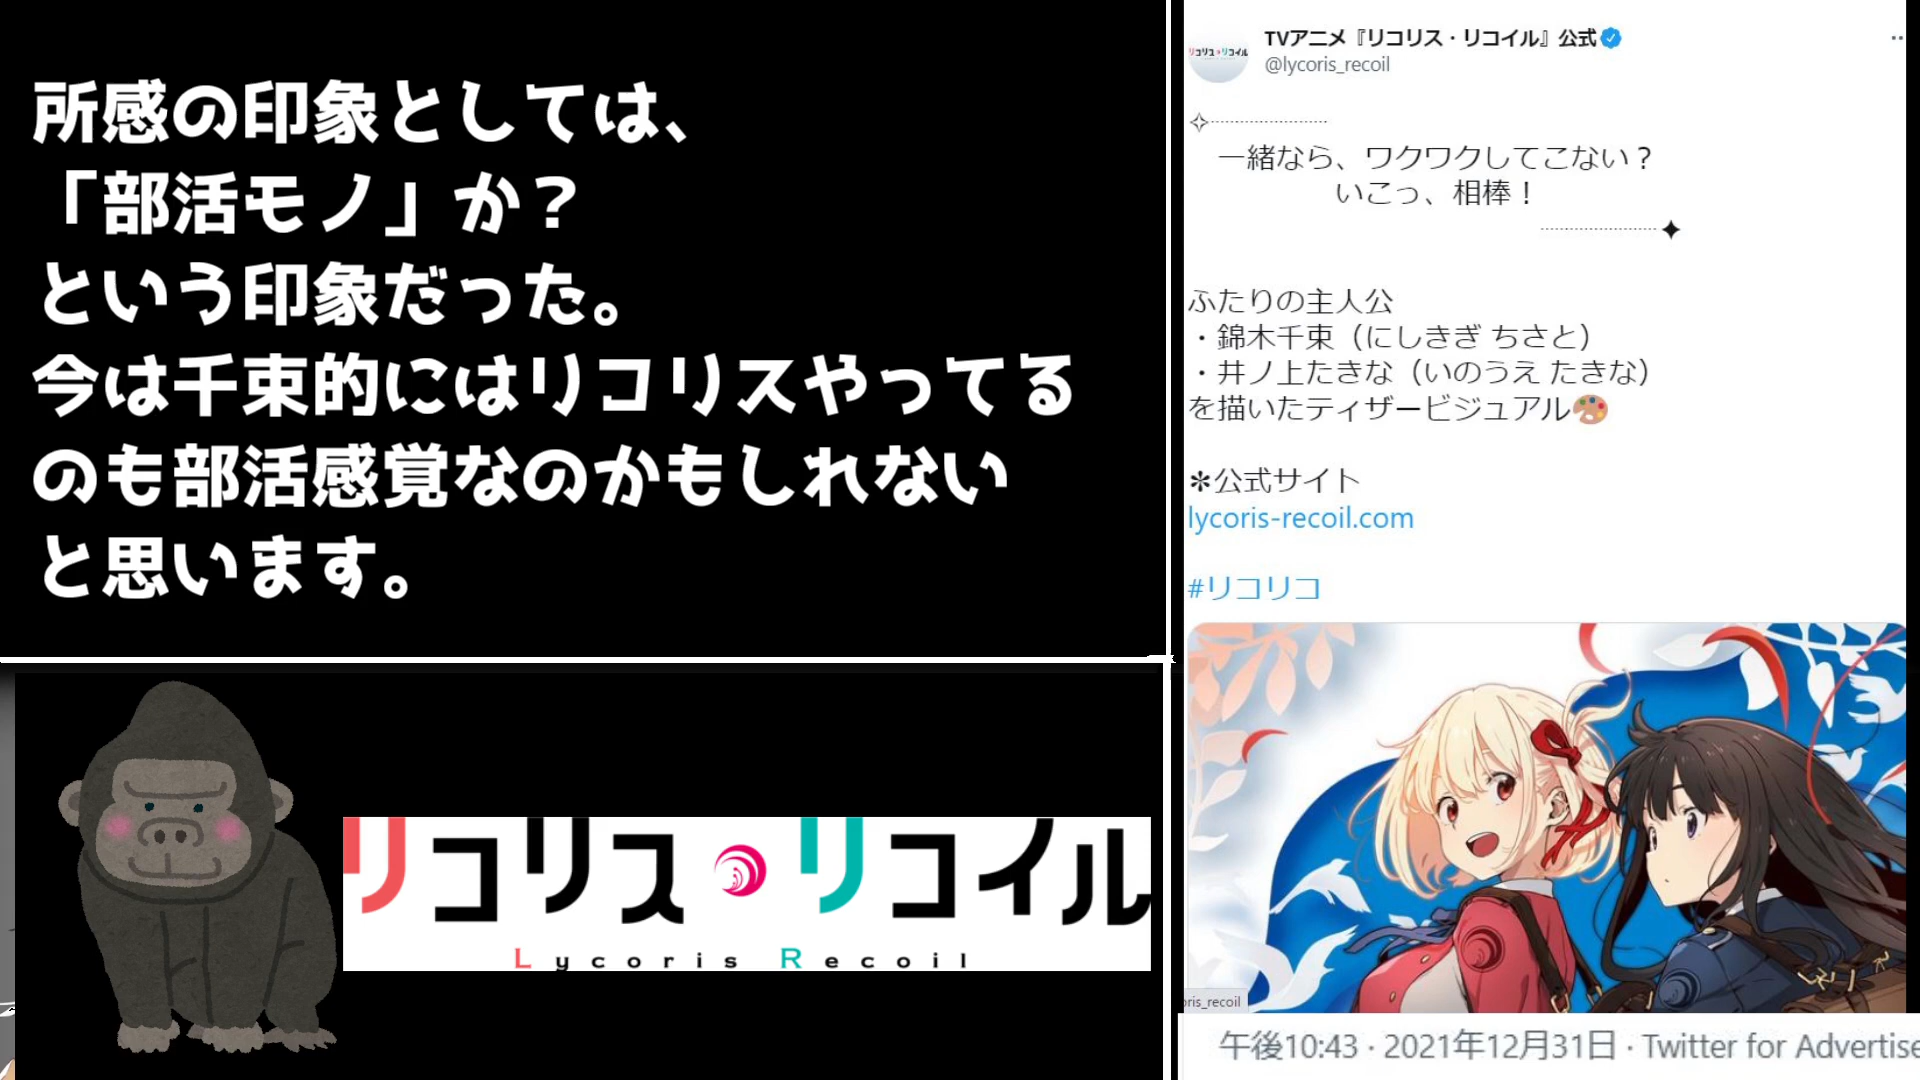 所感の印象としては、
「部活モノ」か?
という印象だった。
今は千束的にはリコリスやってる
のも部活感覚なのかもしれない
と思います。
リコリス・リコイル
Lycoris Recoil
リコリス・リコイル
TVアニメ『リコリス・リコイル』公式
@lycoris_recoil
一緒なら、ワクワクしてこない？
いこっ、相棒！
ふたりの主人公
・錦木千束（にしきぎ ちさと）
・井ノ上たきな（いのうえ たきな）
を描いたティザービジュアル🎨
✻公式サイト
lycoris-recoil.com
#リコリコ
oris_recoil
午後10:43 · 2021年12月31日 · Twitter for Advertise